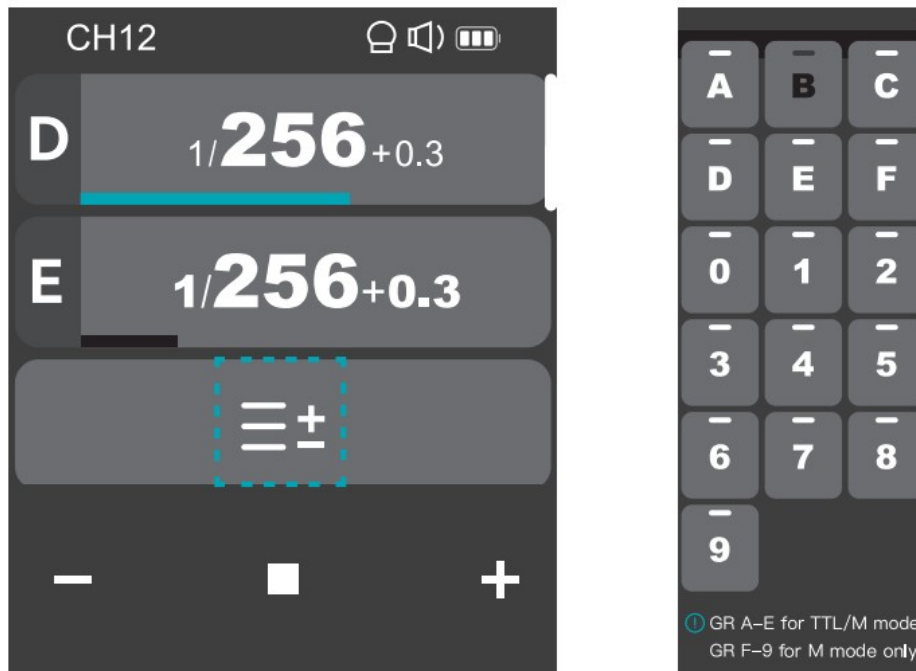 CH12
D 1/256+0.3
E 1/256+0.3
A B C
D E F
0 1 2
3 4 5
6 7 8
9
GR A–E for TTL/M mode
GR F–9 for M mode only